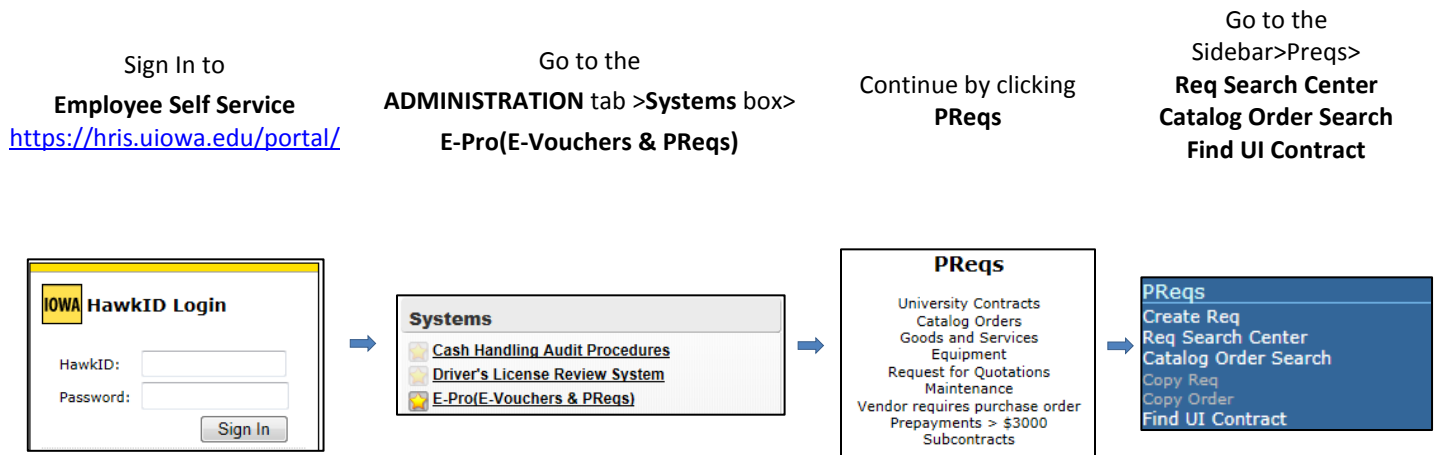 Sign In to
Employee Self Service
https://hris.uiowa.edu/portal/
Go to the
ADMINISTRATION tab >Systems box>
E-Pro(E-Vouchers & PReqs)
Continue by clicking
PReqs
Go to the
Sidebar>Preqs>
Req Search Center
Catalog Order Search
Find UI Contract
IOWA HawkID Login
HawkID:
Password:
Sign In
Systems
Cash Handling Audit Procedures
Driver's License Review System
E-Pro(E-Vouchers & PReqs)
PReqs
University Contracts
Catalog Orders
Goods and Services
Equipment
Request for Quotations
Maintenance
Vendor requires purchase order
Prepayments > $3000
Subcontracts
PReqs
Create Req
Req Search Center
Catalog Order Search
Copy Req
Copy Order
Find UI Contract